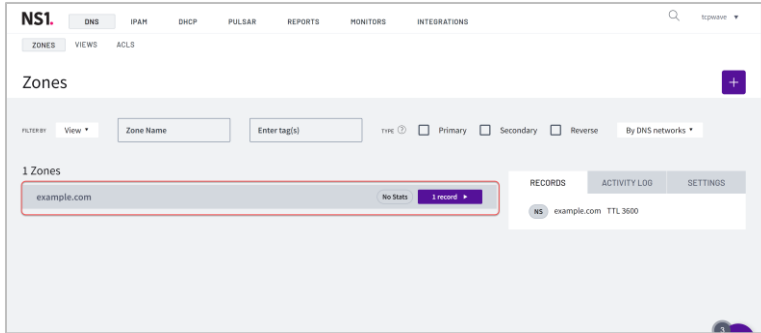 NS1. DNS IPAM DHCP PULSAR REPORTS MONITORS INTEGRATIONS tcpwave
ZONES VIEWS ACLS
Zones
+
FILTER BY View Zone Name Enter tag(s) TYPE ? Primary Secondary Reverse By DNS networks
1 Zones
RECORDS ACTIVITY LOG SETTINGS
example.com No Stats 1 record
NS example.com TTL 3600
3